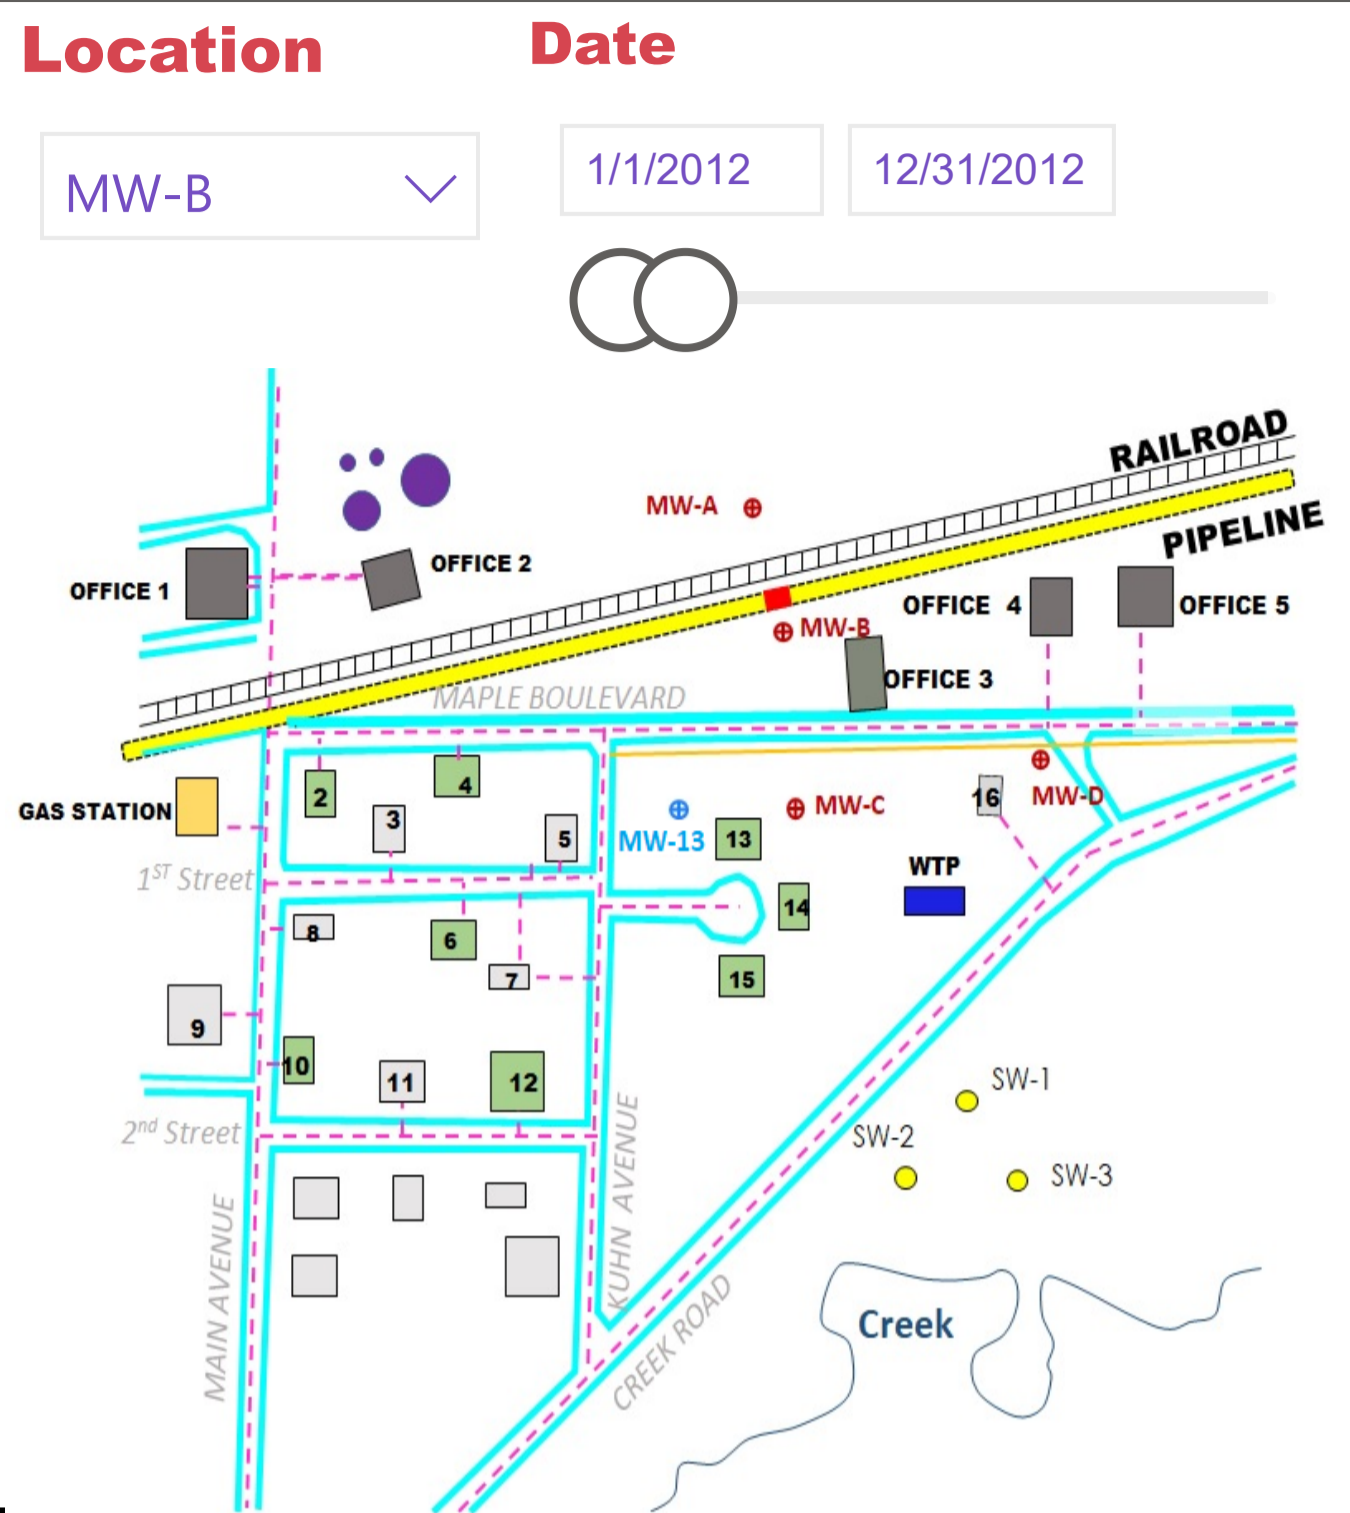 Location
Date
MW-B
1/1/2012
12/31/2012
RAILROAD
MW-A
PIPELINE
OFFICE 1
OFFICE 2
OFFICE 4
OFFICE 5
MW-B
OFFICE 3
MAPLE BOULEVARD
GAS STATION
2
4
3
5
MW-13
13
MW-C
16
MW-D
1ST Street
WTP
8
6
14
7
15
9
10
11
12
SW-1
2nd Street
SW-2
SW-3
KUHN AVENUE
MAIN AVENUE
CREEK ROAD
Creek